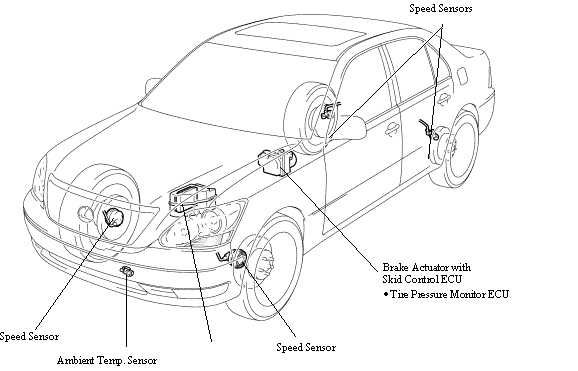 Speed Sensors
Brake Actuator with
Skid Control ECU
• Tire Pressure Monitor ECU
Speed Sensor
Speed Sensor
Ambient Temp. Sensor